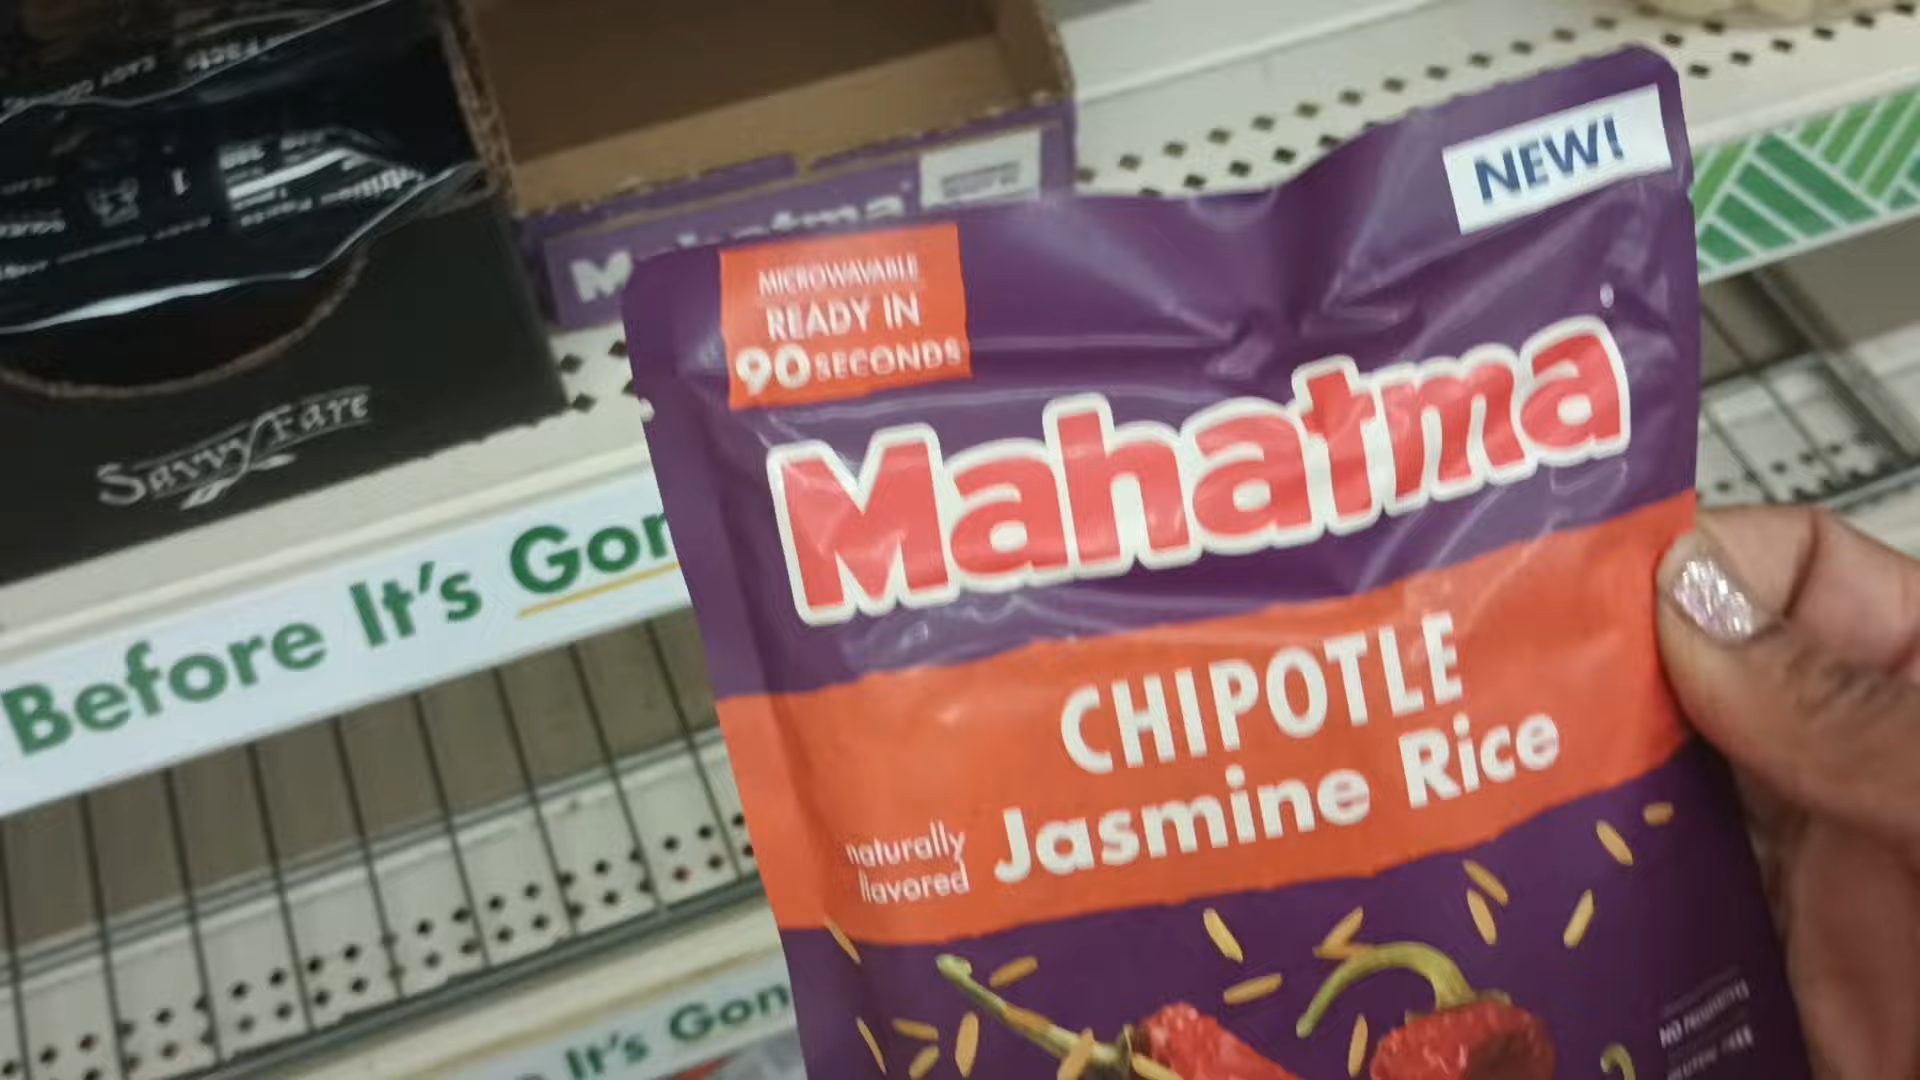 NEW!
MICROWAVABLE
READY IN
90 SECONDS
Mahatma
CHIPOTLE
Jasmine Rice
naturally
flavored
Savvy Fare
Before It's Gon
It's Gon
Mahatma